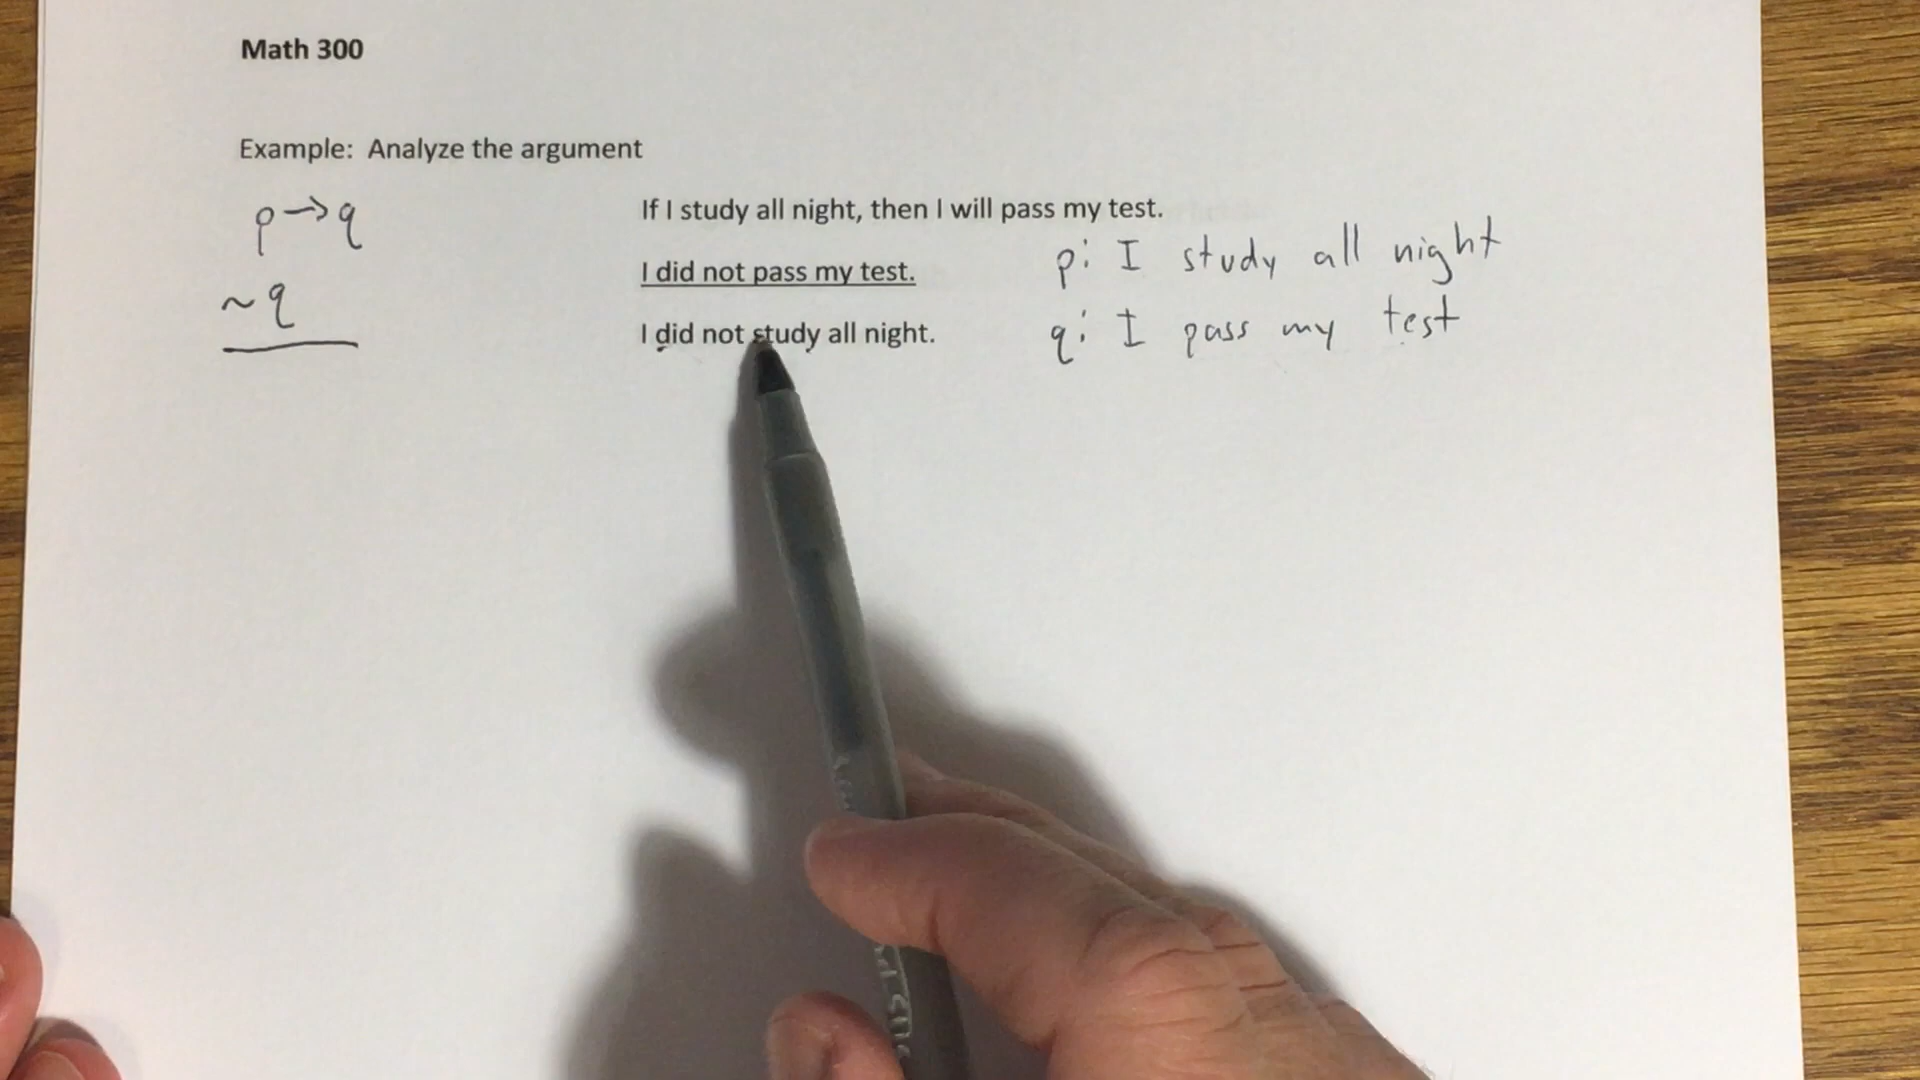 Math 300
Example: Analyze the argument
p→q
If I study all night, then I will pass my test.
p: I study all night
~q
I did not pass my test.
I did not study all night.
q: I pass my test